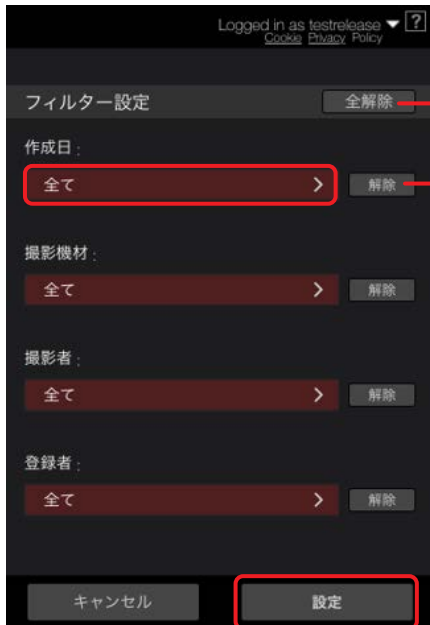 Logged in as testrelease ?
Cookie Privacy Policy
フィルター設定 全解除
作成日 :
全て 解除
撮影機材 :
全て 解除
撮影者 :
全て 解除
登録者 :
全て 解除
キャンセル 設定